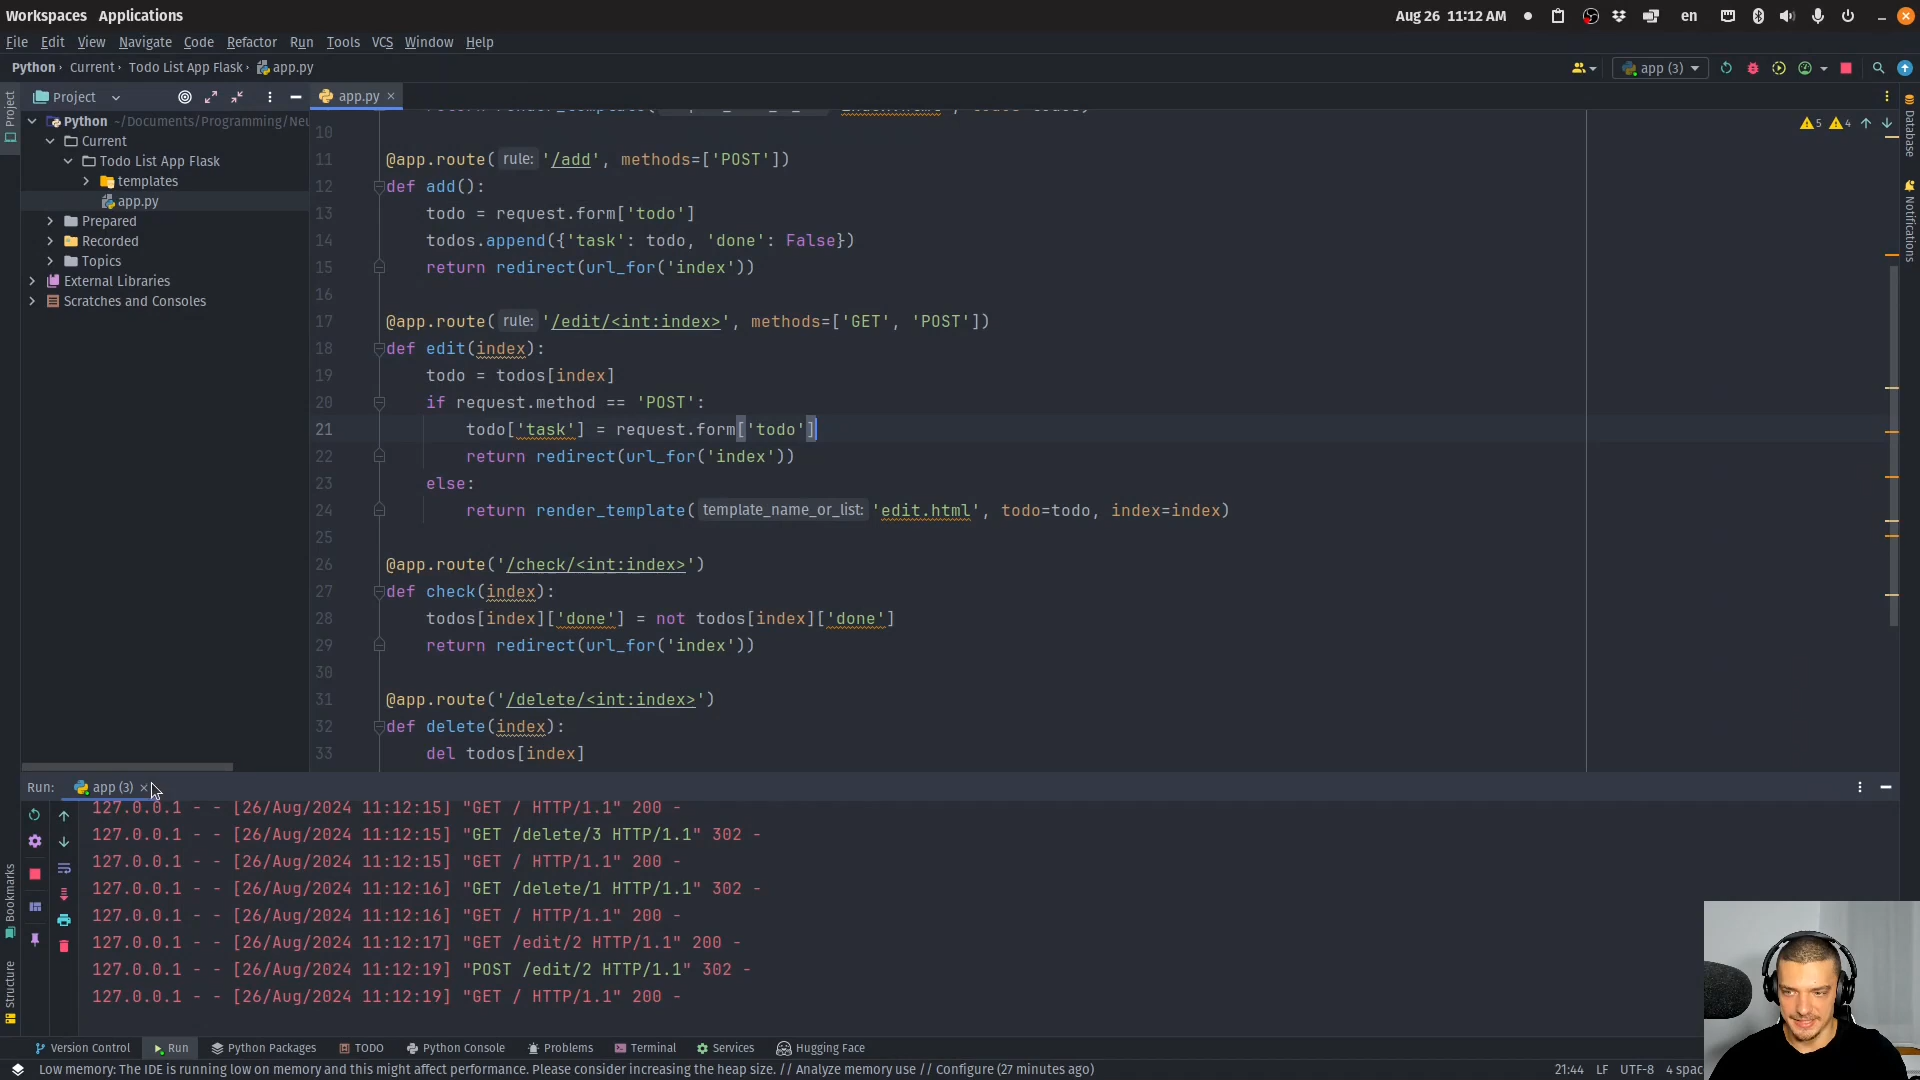 Workspaces Applications
Aug 26 11:12 AM
en
File Edit View Navigate Code Refactor Run Tools VCS Window Help
Python › Current › Todo List App Flask › app.py
app (3)
Project
Project
app.py
Database
Notifications
Python ~/Documents/Programming/Neu
Current
Todo List App Flask
templates
app.py
Prepared
Recorded
Topics
External Libraries
Scratches and Consoles
5 4
10
11 @app.route( rule: '/add', methods=['POST'])
12 def add():
13 todo = request.form['todo']
14 todos.append({'task': todo, 'done': False})
15 return redirect(url_for('index'))
16
17 @app.route( rule: '/edit/<int:index>', methods=['GET', 'POST'])
18 def edit(index):
19 todo = todos[index]
20 if request.method == 'POST':
21 todo['task'] = request.form['todo']
22 return redirect(url_for('index'))
23 else:
24 return render_template( template_name_or_list: 'edit.html', todo=todo, index=index)
25
26 @app.route('/check/<int:index>')
27 def check(index):
28 todos[index]['done'] = not todos[index]['done']
29 return redirect(url_for('index'))
30
31 @app.route('/delete/<int:index>')
32 def delete(index):
33 del todos[index]
Run: app (3)
127.0.0.1 - - [26/Aug/2024 11:12:15] "GET / HTTP/1.1" 200 -
127.0.0.1 - - [26/Aug/2024 11:12:15] "GET /delete/3 HTTP/1.1" 302 -
127.0.0.1 - - [26/Aug/2024 11:12:15] "GET / HTTP/1.1" 200 -
127.0.0.1 - - [26/Aug/2024 11:12:16] "GET /delete/1 HTTP/1.1" 302 -
127.0.0.1 - - [26/Aug/2024 11:12:16] "GET / HTTP/1.1" 200 -
127.0.0.1 - - [26/Aug/2024 11:12:17] "GET /edit/2 HTTP/1.1" 200 -
127.0.0.1 - - [26/Aug/2024 11:12:19] "POST /edit/2 HTTP/1.1" 302 -
127.0.0.1 - - [26/Aug/2024 11:12:19] "GET / HTTP/1.1" 200 -
Bookmarks
Structure
Version Control Run Python Packages TODO Python Console Problems Terminal Services Hugging Face
Low memory: The IDE is running low on memory and this might affect performance. Please consider increasing the heap size. // Analyze memory use // Configure (27 minutes ago)
21:44 LF UTF-8 4 spac